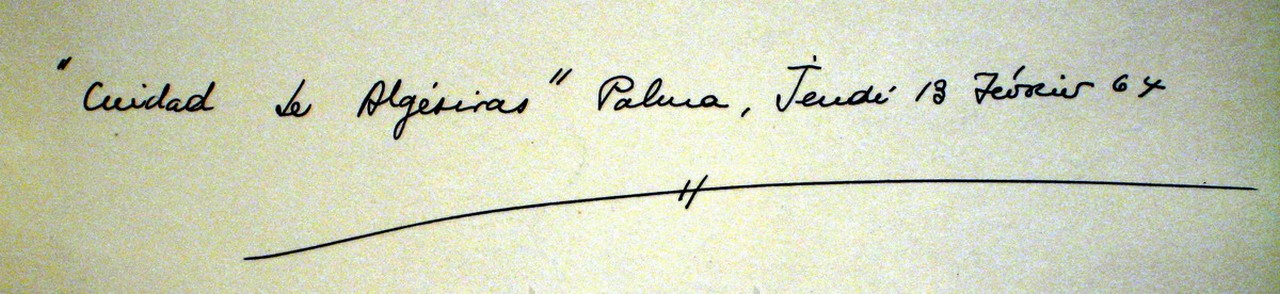 "Cuidad de Algésiras" Palma, Jeudi 13 Février 64